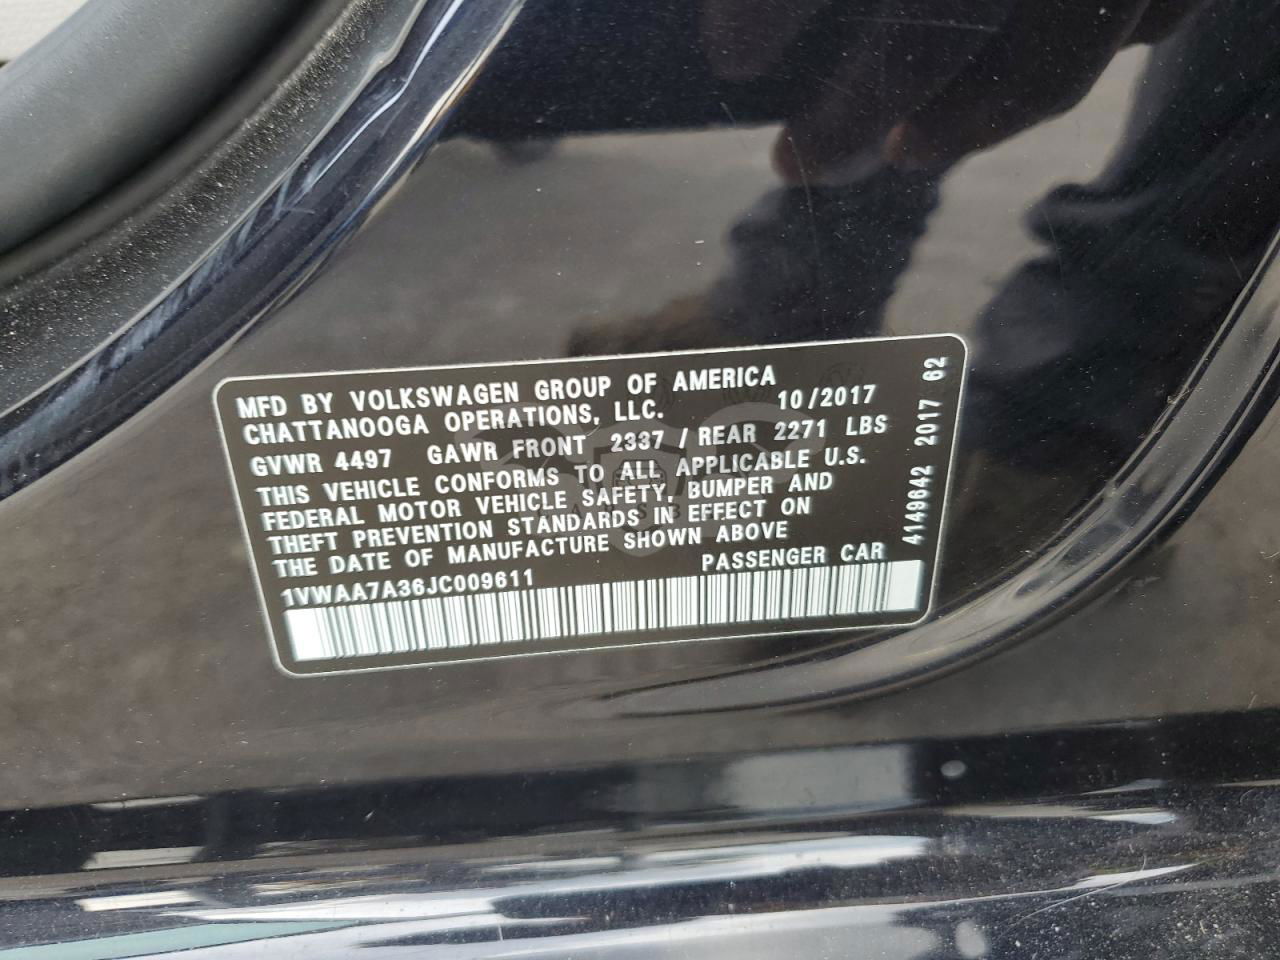 MFD BY VOLKSWAGEN GROUP OF AMERICA
CHATTANOOGA OPERATIONS, LLC. 10/2017
GVWR 4497 GAWR FRONT 2337 / REAR 2271 LBS
THIS VEHICLE CONFORMS TO ALL APPLICABLE U.S.
FEDERAL MOTOR VEHICLE SAFETY, BUMPER AND
THEFT PREVENTION STANDARDS IN EFFECT ON
THE DATE OF MANUFACTURE SHOWN ABOVE
PASSENGER CAR
1VWAA7A36JC009611
4149642 2017 62